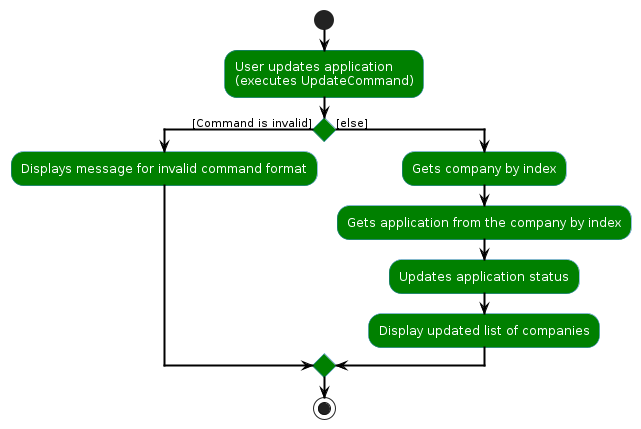 User updates application
(executes UpdateCommand)
[Command is invalid]
[else]
Displays message for invalid command format
Gets company by index
Gets application from the company by index
Updates application status
Display updated list of companies